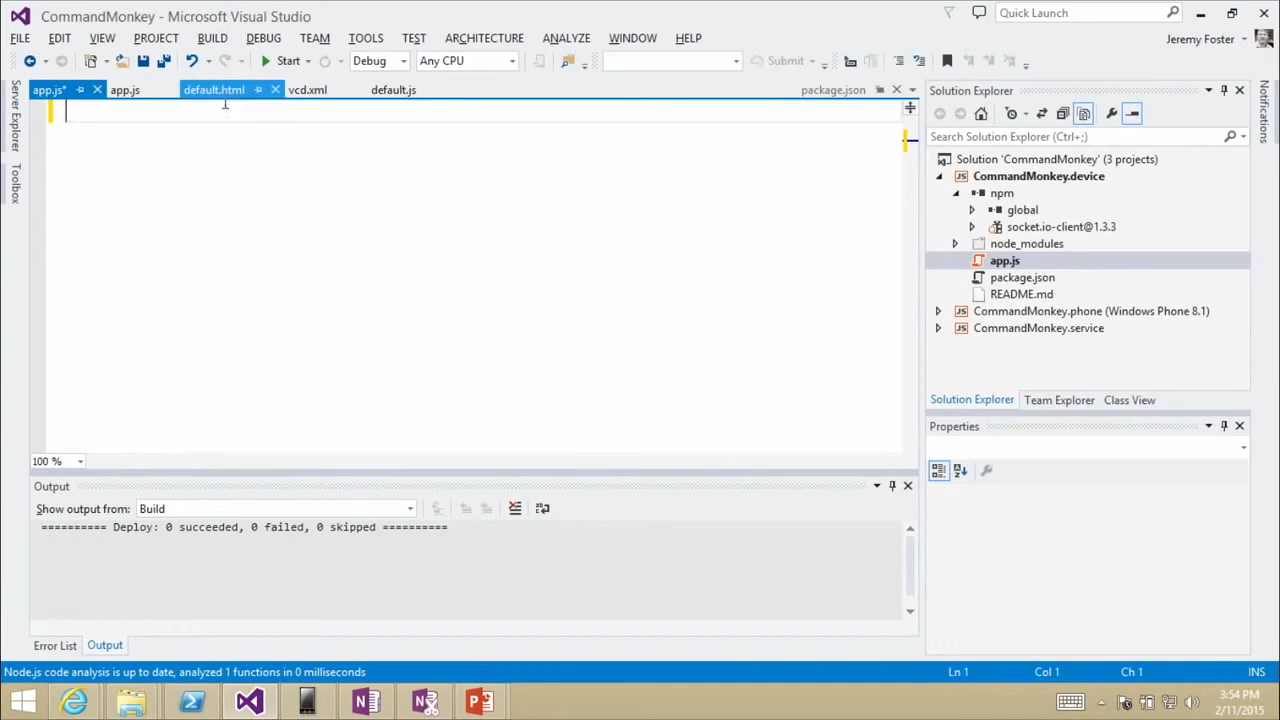 CommandMonkey - Microsoft Visual Studio
Quick Launch
FILE EDIT VIEW PROJECT BUILD DEBUG TEAM TOOLS TEST ARCHITECTURE ANALYZE WINDOW HELP
Jeremy Foster
Start Debug Any CPU Submit
app.js* app.js default.html vcd.xml default.js package.json
Server Explorer
Toolbox
100 %
Output
Show output from: Build
========== Deploy: 0 succeeded, 0 failed, 0 skipped ==========
Error List Output
Solution Explorer
Search Solution Explorer (Ctrl+;)
Solution 'CommandMonkey' (3 projects)
JS CommandMonkey.device
npm
global
socket.io-client@1.3.3
node_modules
app.js
package.json
README.md
JS CommandMonkey.phone (Windows Phone 8.1)
JS CommandMonkey.service
Solution Explorer Team Explorer Class View
Properties
Notifications
Node.js code analysis is up to date, analyzed 1 functions in 0 milliseconds
Ln 1 Col 1 Ch 1 INS
3:54 PM
2/11/2015